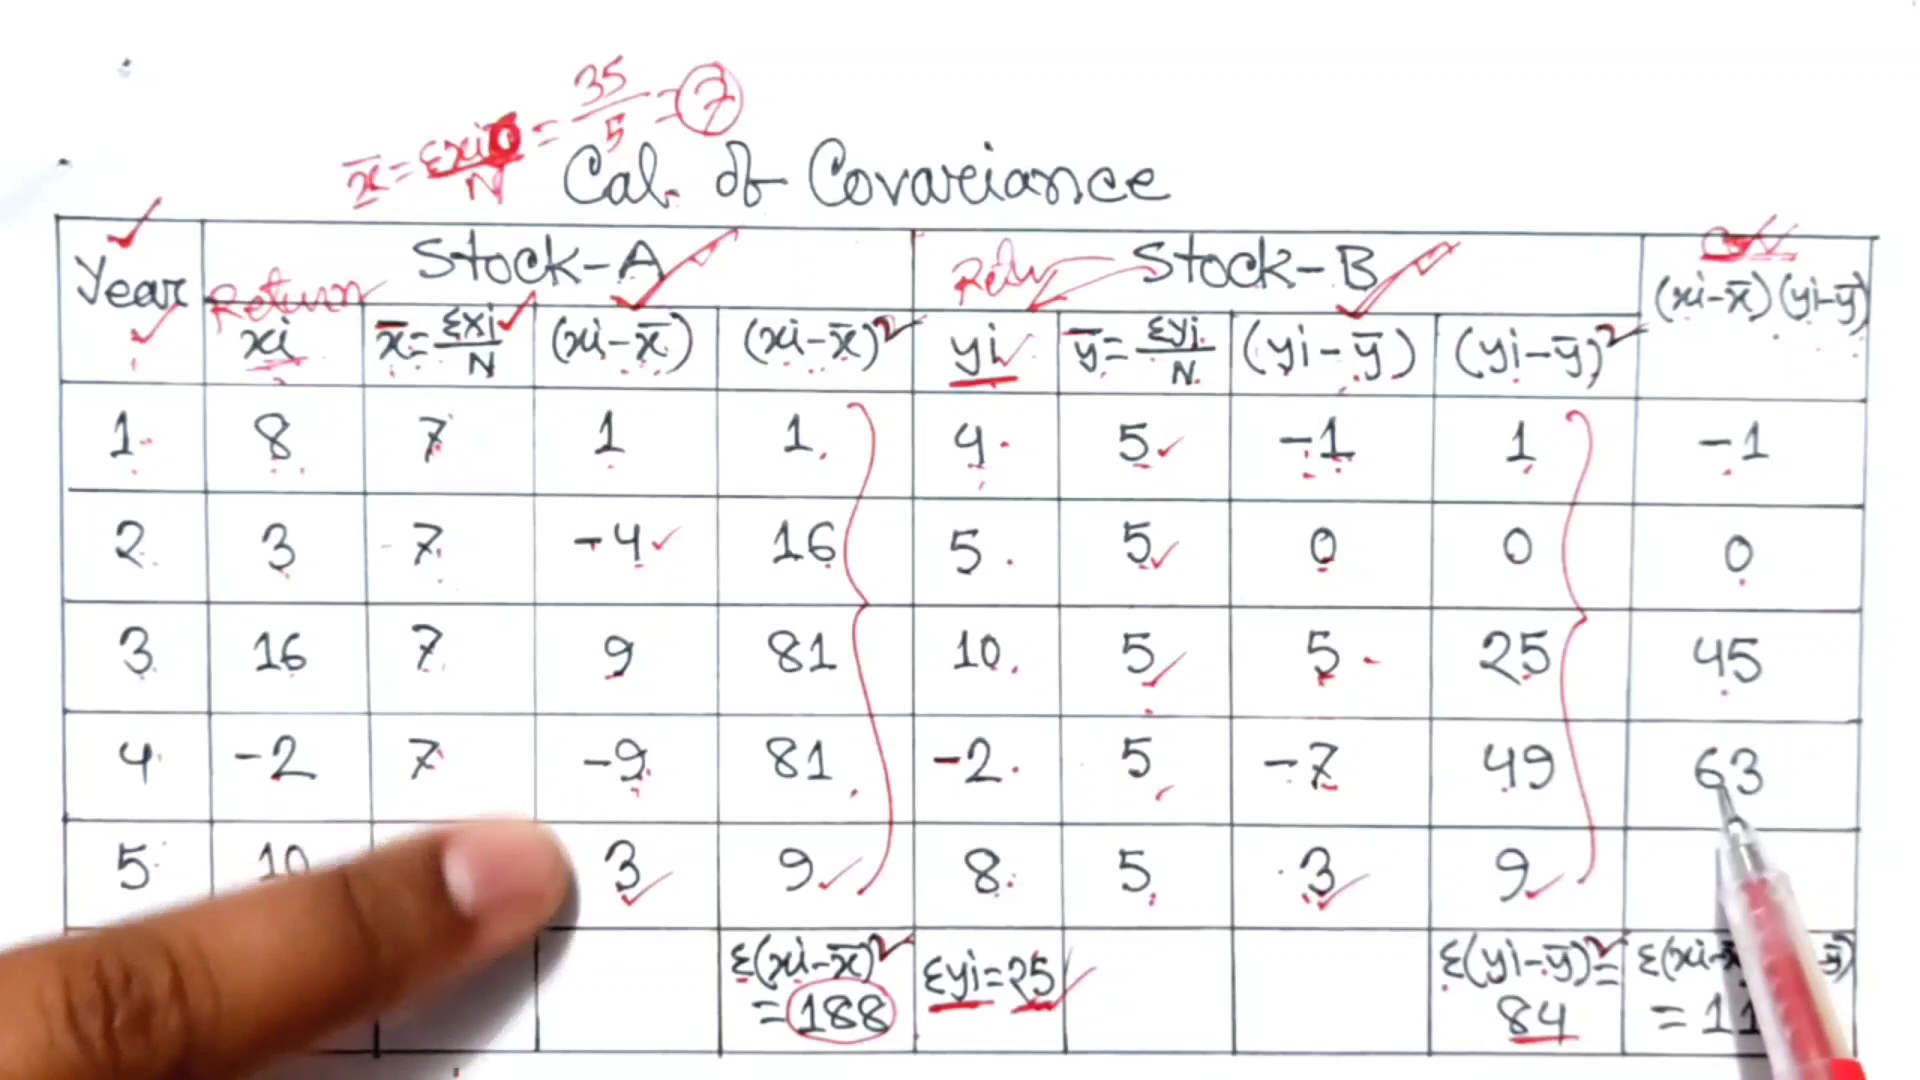 x̄ = Σxi/N = 35/5 = 7
Cal. of Covariance
Year Stock-A Stock-B (xi-x̄)(yi-ȳ)
Return
xi x̄=Σxi/N (xi-x̄) (xi-x̄)² yi ȳ=Σyi/N (yi-ȳ) (yi-ȳ)²
1 8 7 1 1 4 5 -1 1 -1
2 3 7 -4 16 5 5 0 0 0
3 16 7 9 81 10 5 5 25 45
4 -2 7 -9 81 -2 5 -7 49 63
5 10 3 9 8 5 3 9
Σ(xi-x̄)² Σyi=25 Σ(yi-ȳ)²=
=188 84